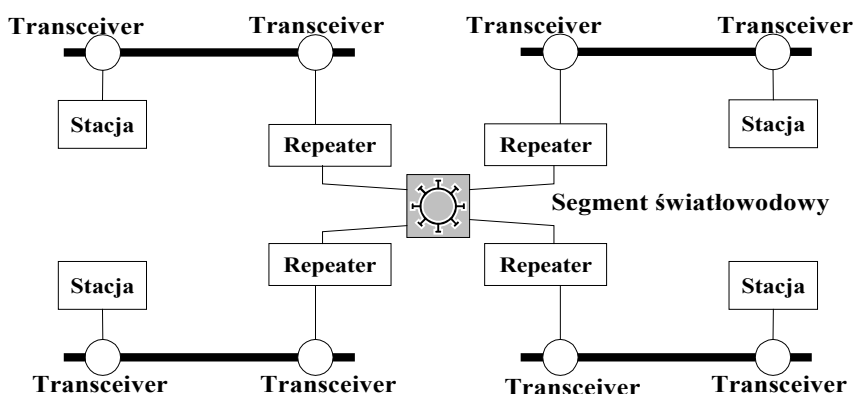 Transceiver Transceiver Transceiver Transceiver
Stacja Stacja
Repeater Repeater
Segment światłowodowy
Repeater Repeater
Stacja Stacja
Transceiver Transceiver Transceiver Transceiver